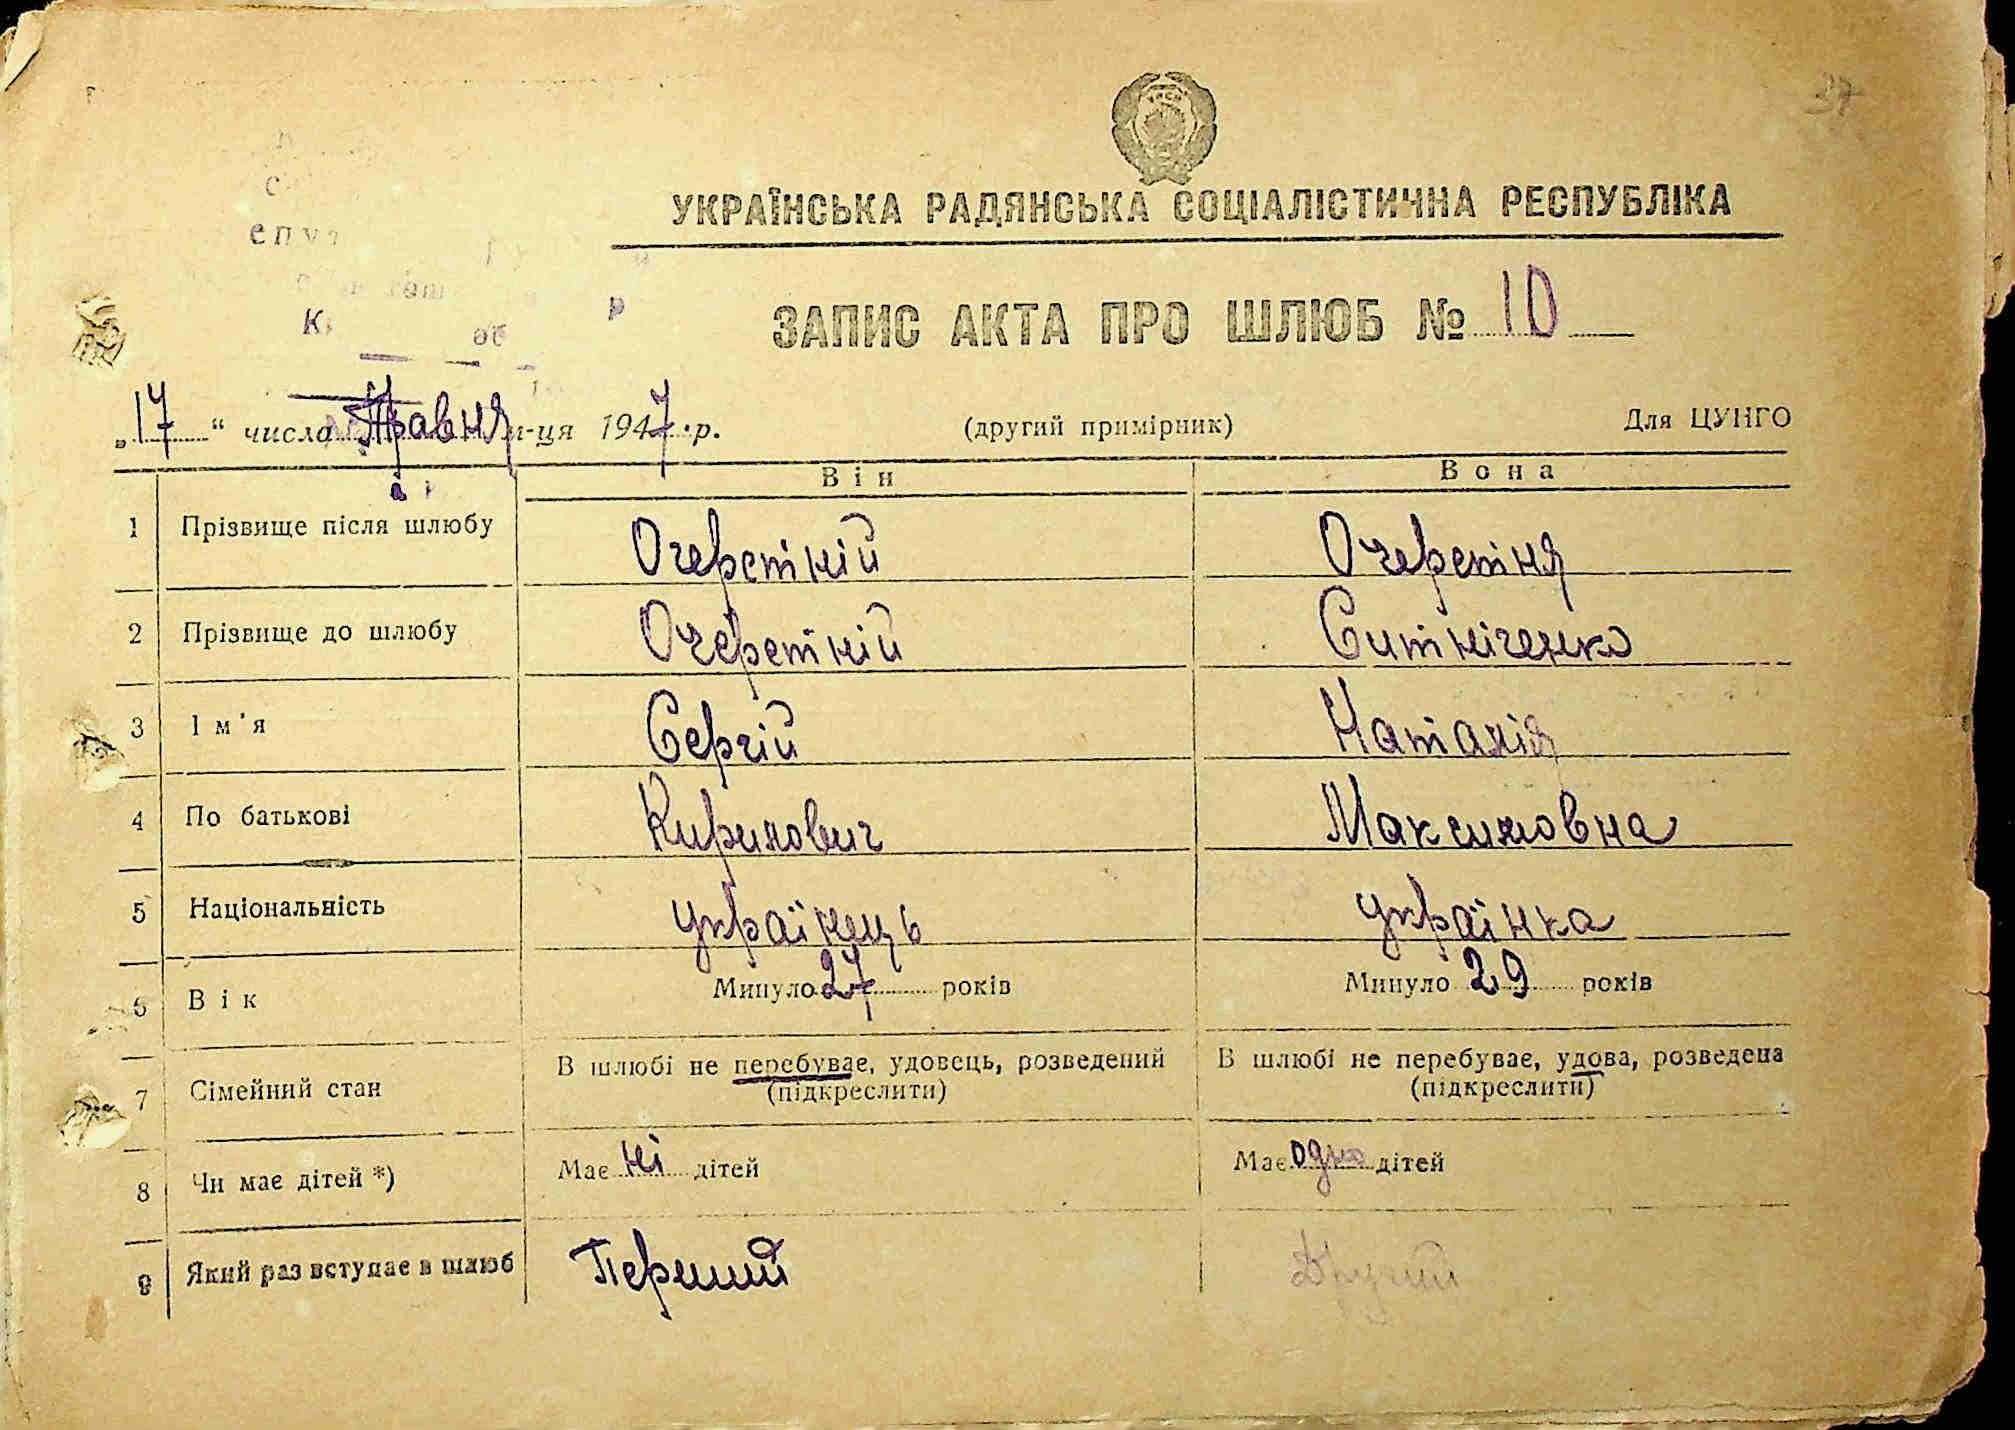 37
УКРАЇНСЬКА РАДЯНСЬКА СОЦІАЛІСТИЧНА РЕСПУБЛІКА
ЗАПИС АКТА ПРО ШЛЮБ № 10
„17“ числа Травня м-ця 1947 р. (другий примірник) Для ЦУНГО
Він Вона
1 Прізвище після шлюбу Очеретній Очеретня
2 Прізвище до шлюбу Очеретній Ситніченко
3 Ім'я Сергій Наталія
4 По батькові Кирилович Максимовна
5 Національність українець українка
6 Вік Минуло 27 років Минуло 29 років
7 Сімейний стан В шлюбі не перебуває, удовець, розведений В шлюбі не перебуває, удова, розведена
(підкреслити) (підкреслити)
8 Чи має дітей *) Має ні дітей Має одно дітей
9 Який раз вступає в шлюб Перший Другий